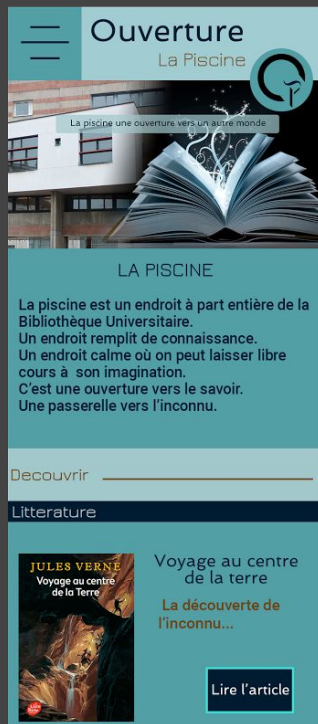 Ouverture
La Piscine
La piscine une ouverture vers un autre monde
LA PISCINE
La piscine est un endroit à part entière de la
Bibliothèque Universitaire.
Un endroit remplit de connaissance.
Un endroit calme où on peut laisser libre
cours à son imagination.
C'est une ouverture vers le savoir.
Une passerelle vers l'inconnu.
Decouvrir
Litterature
JULES VERNE
Voyage au centre
de la Terre
Voyage au centre
de la terre
La découverte de
l'inconnu...
Lire l'article